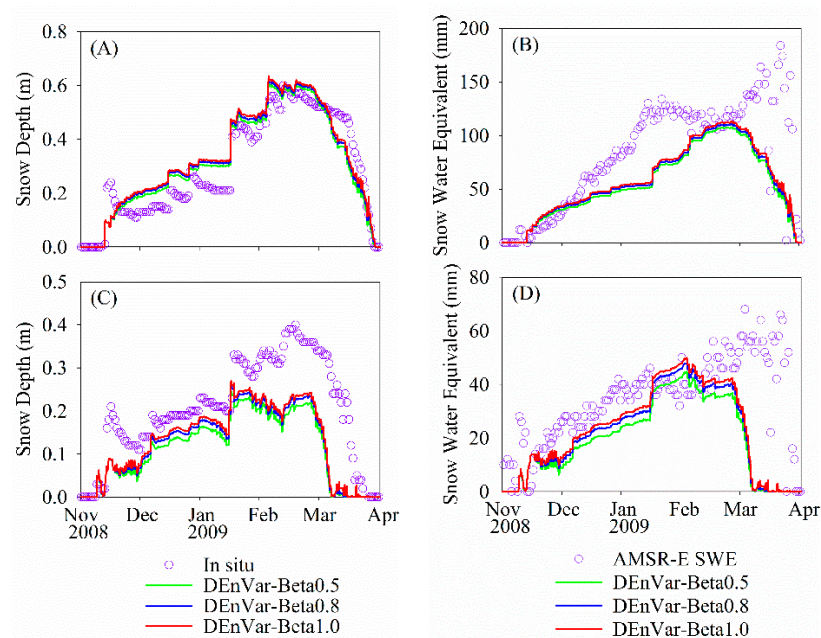 (A)
Snow Depth (m)
0.8
0.6
0.4
0.2
0.0
(B)
Snow Water Equivalent (mm)
200
150
100
50
0
(C)
Snow Depth (m)
0.5
0.4
0.3
0.2
0.1
0.0
Nov Dec Jan Feb Mar Apr
2008 2009
(D)
Snow Water Equivalent (mm)
80
60
40
20
0
Nov Dec Jan Feb Mar Apr
2008 2009
In situ
DEnVar-Beta0.5
DEnVar-Beta0.8
DEnVar-Beta1.0
AMSR-E SWE
DEnVar-Beta0.5
DEnVar-Beta0.8
DEnVar-Beta1.0